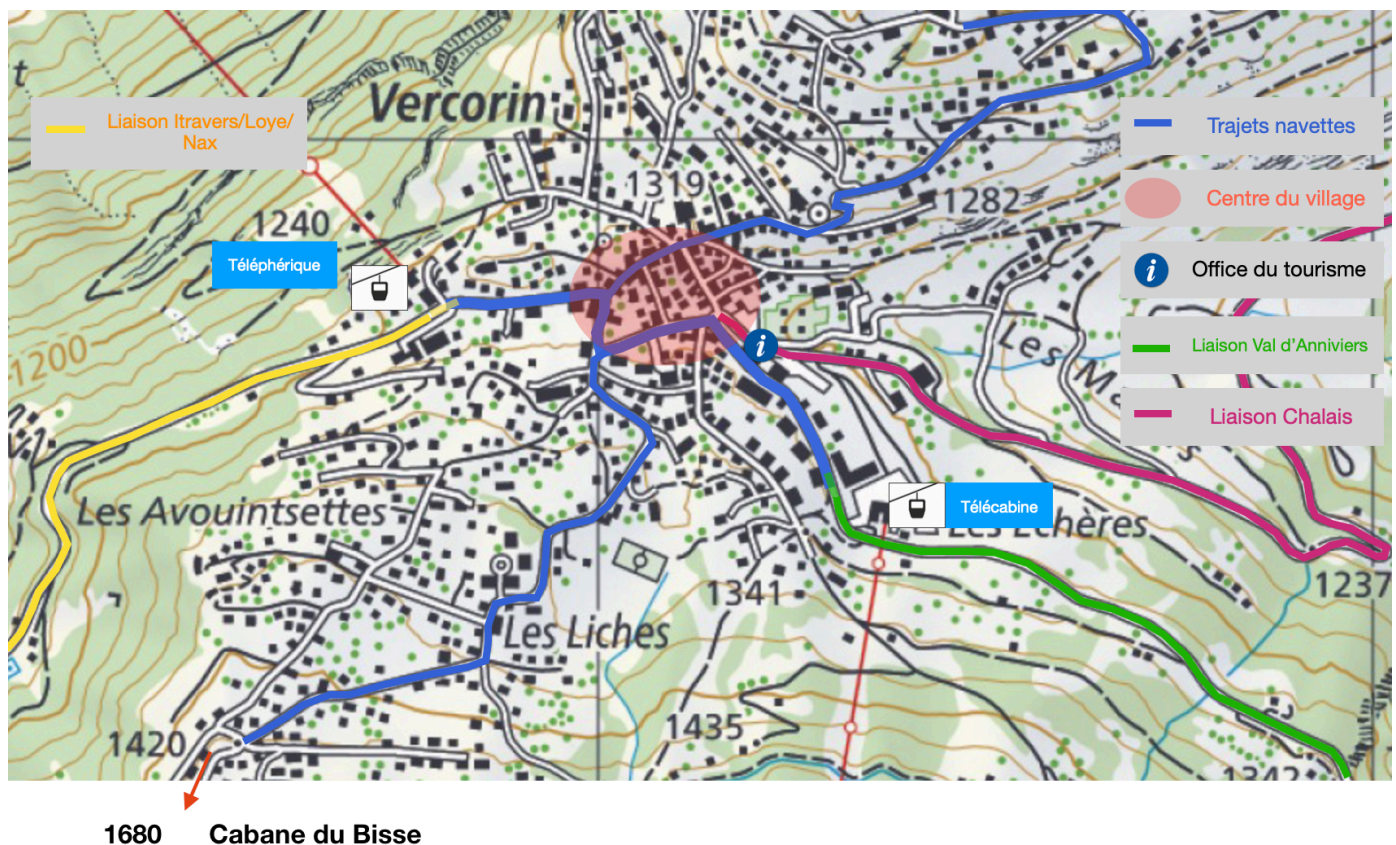 t
Vercorin
Liaison Itravers/Loye/
Nax
Trajets navettes
1319
1282
Centre du village
1240
Téléphérique
i
Office du tourisme
1200
i
Les Ma
Liaison Val d'Anniviers
Liaison Chalais
s
Les Avouintsettes
Télécabine
Les Echères
1237
1341
Les Liches
1435
1420
1342
1680 Cabane du Bisse